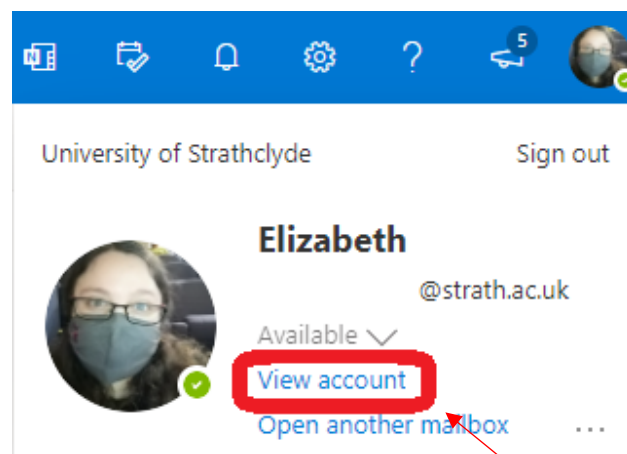 5
University of Strathclyde Sign out
Elizabeth
@strath.ac.uk
Available
View account
Open another mailbox ...